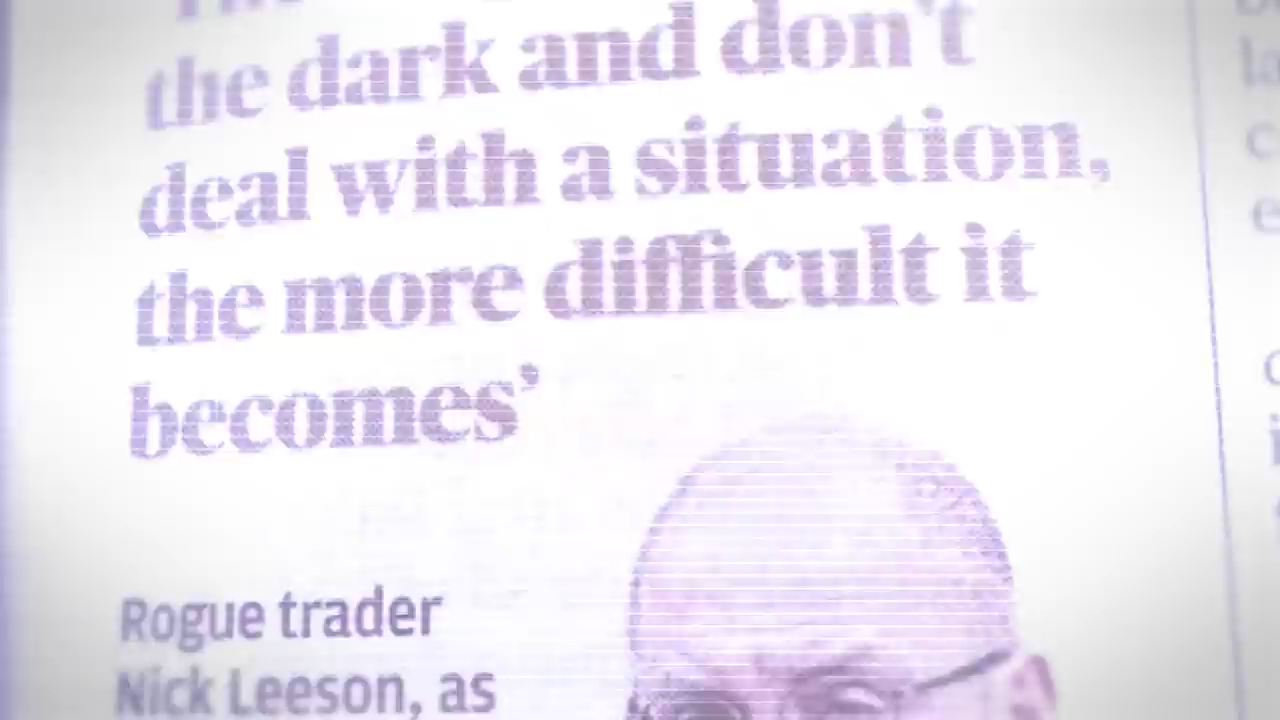 the dark and don't
deal with a situation,
the more difficult it
becomes’
Rogue trader
Nick Leeson, as